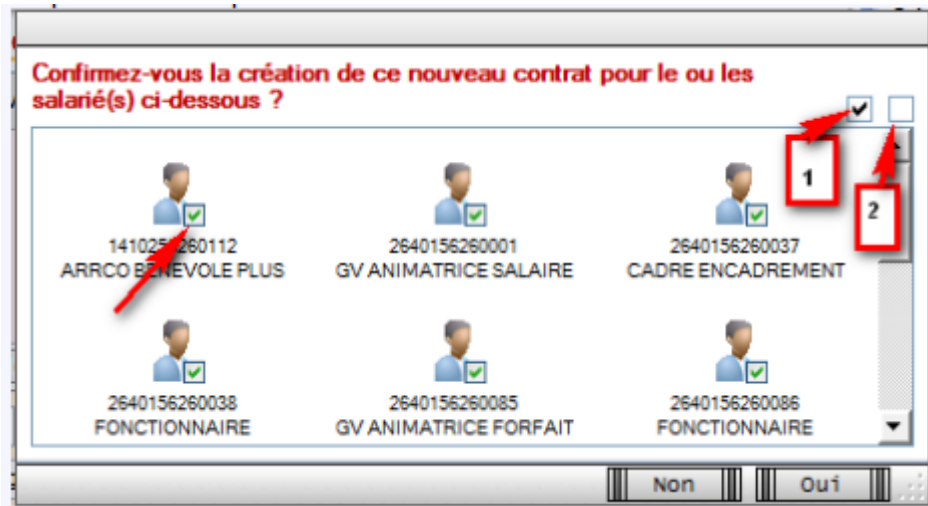 Confirmez-vous la création de ce nouveau contrat pour le ou les
salarié(s) ci-dessous ?
1
2
2640156260001
2640156260037
ARRCO BENEVOLE PLUS
GV ANIMATRICE SALAIRE
CADRE ENCADREMENT
2640156260038
2640156260085
2640156260086
FONCTIONNAIRE
GV ANIMATRICE FORFAIT
FONCTIONNAIRE
Non
Oui